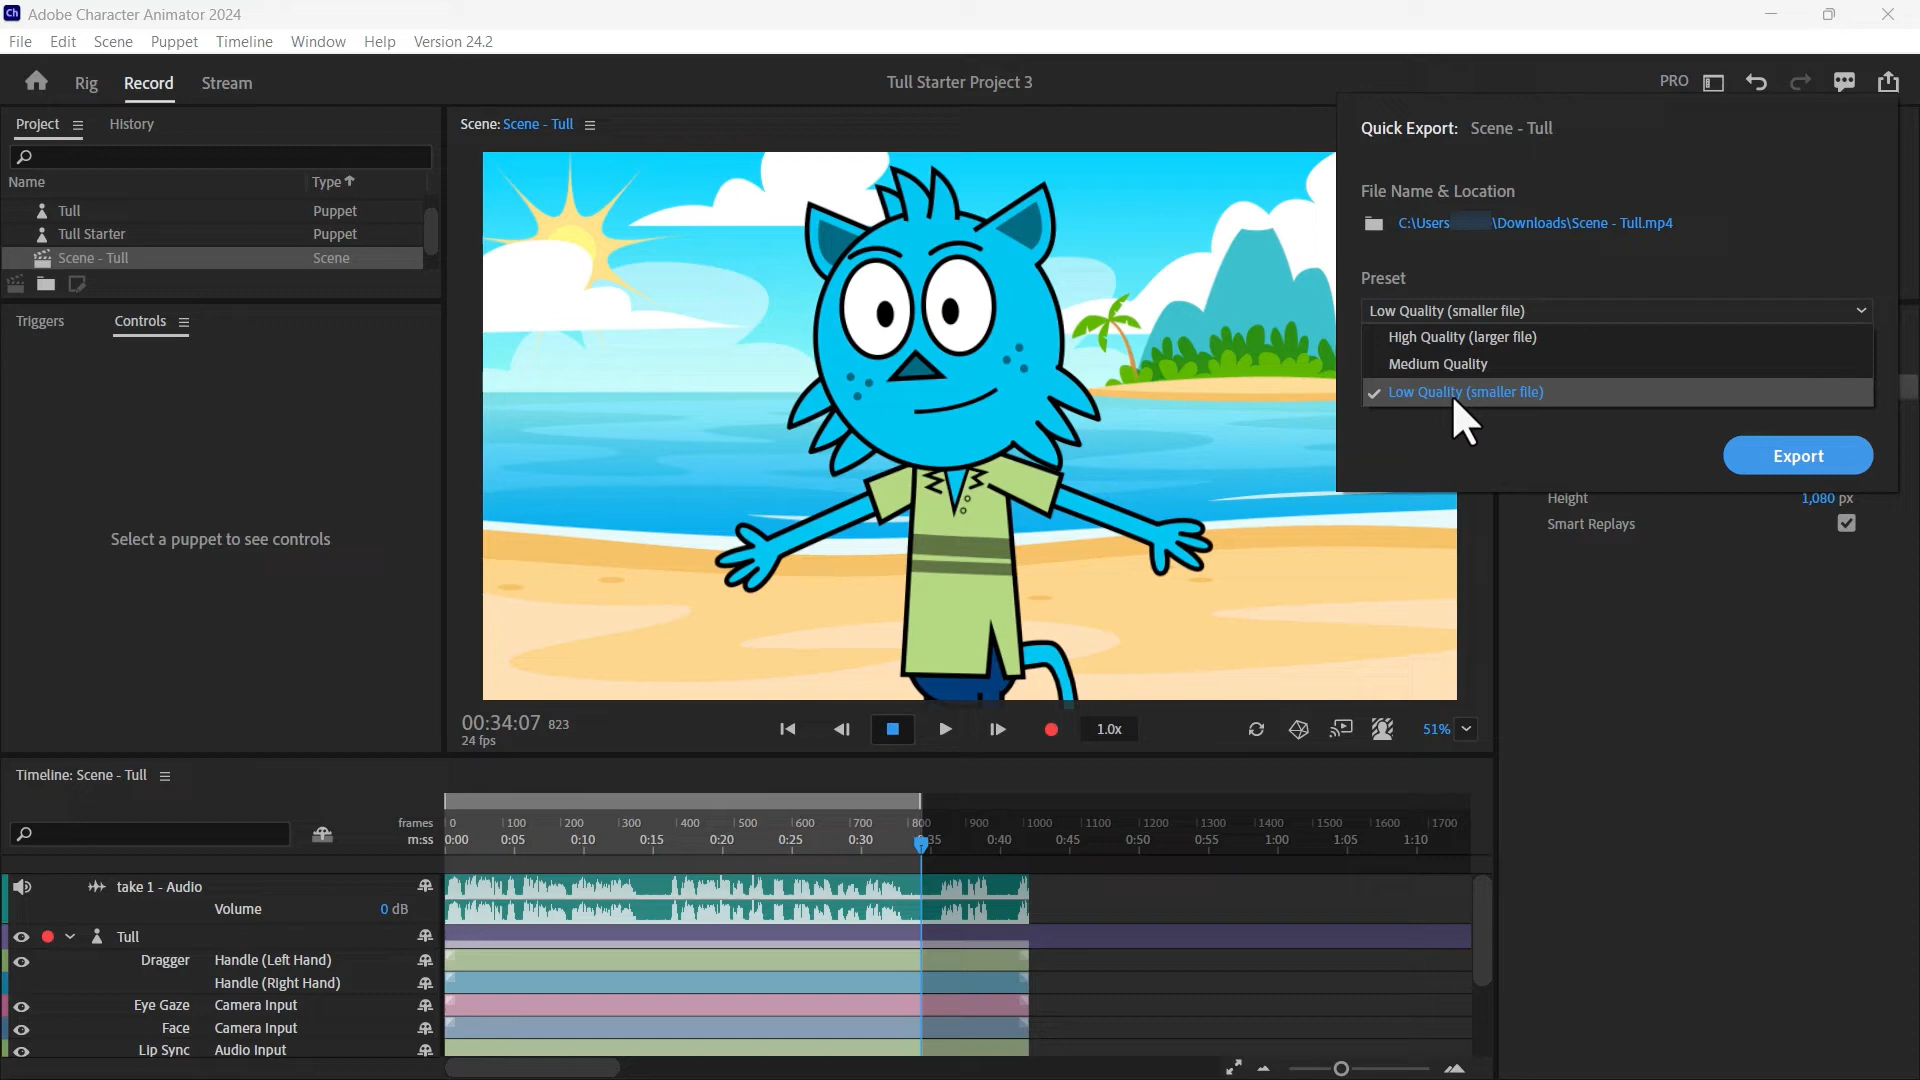 Ch Adobe Character Animator 2024
File Edit Scene Puppet Timeline Window Help Version 24.2
Rig Record Stream
Tull Starter Project 3
PRO
Project History
Name Type
Tull Puppet
Tull Starter Puppet
Scene - Tull Scene
Triggers Controls
Select a puppet to see controls
Scene: Scene - Tull
Quick Export: Scene - Tull
File Name & Location
C:\Users \Downloads\Scene - Tull.mp4
Preset
Low Quality (smaller file)
High Quality (larger file)
Medium Quality
Low Quality (smaller file)
Export
Height 1,080 px
Smart Replays
00:34:07 823
24 fps
1.0x
51%
Timeline: Scene - Tull
frames 0 100 200 300 400 500 600 700 800 900 1000 1100 1200 1300 1400 1500 1600 1700
m:ss 0:00 0:05 0:10 0:15 0:20 0:25 0:30 0:35 0:40 0:45 0:50 0:55 1:00 1:05 1:10
take 1 - Audio
Volume 0 dB
Tull
Dragger Handle (Left Hand)
Handle (Right Hand)
Eye Gaze Camera Input
Face Camera Input
Lip Sync Audio Input